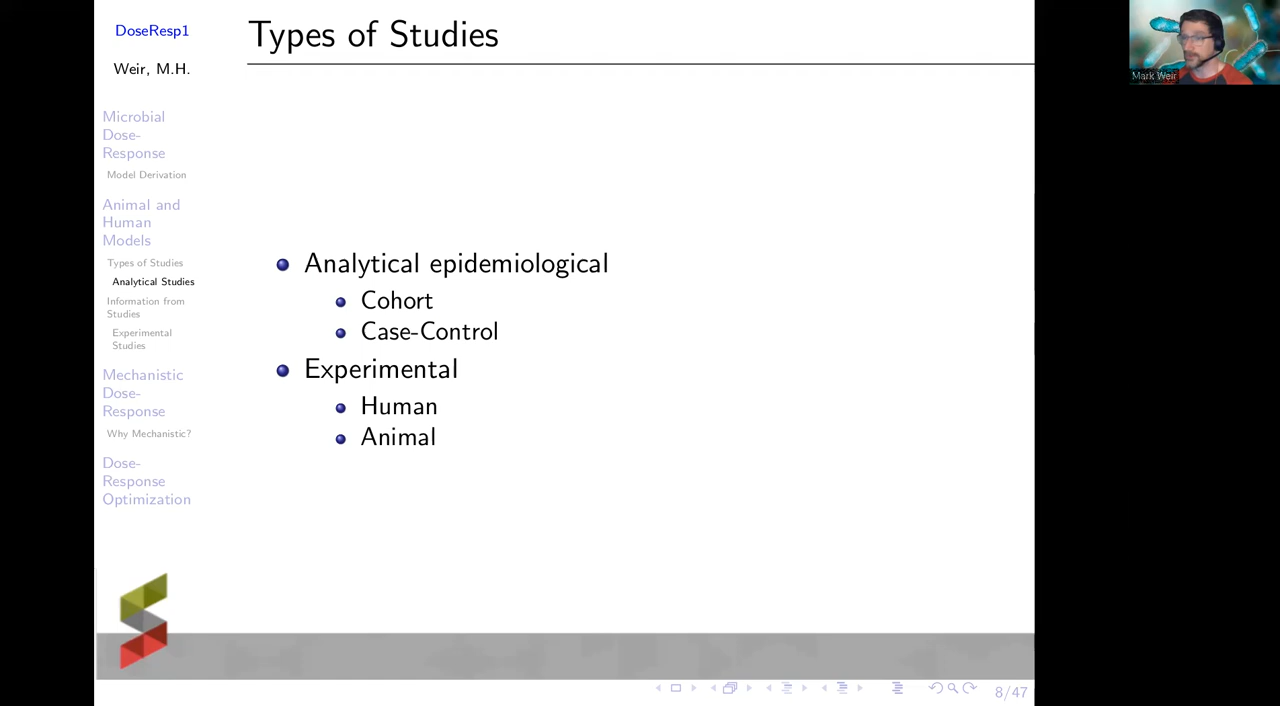 DoseResp1
Weir, M.H.
Microbial
Dose-
Response
Model Derivation
Animal and
Human
Models
Types of Studies
Analytical Studies
Information from
Studies
Experimental
Studies
Mechanistic
Dose-
Response
Why Mechanistic?
Dose-
Response
Optimization
Types of Studies
Analytical epidemiological
Cohort
Case-Control
Experimental
Human
Animal
8/47
Mark Weir